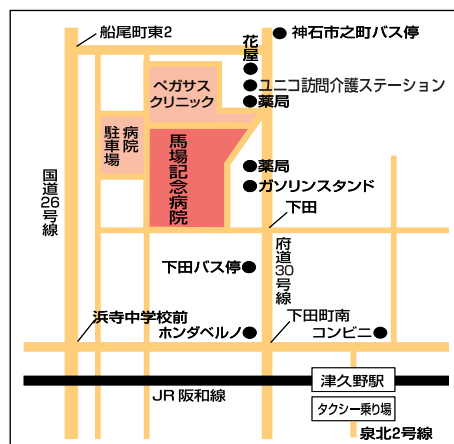 船尾町東2
神石市之町バス停
花屋
ペガサス
クリニック
ユニコ訪問介護ステーション
薬局
病院
駐車場
馬場記念病院
薬局
ガソリンスタンド
国道26号線
下田
府道30号線
下田バス停
浜寺中学校前
下田町南
ホンダベルノ
コンビニ
津久野駅
JR阪和線
タクシー乗り場
泉北2号線